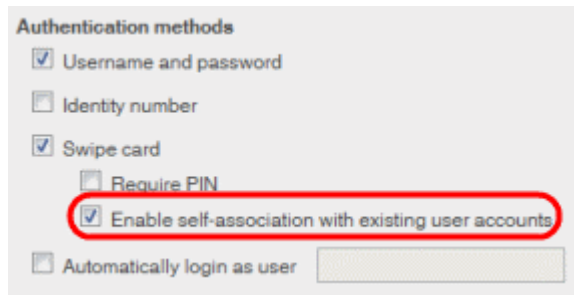 Authentication methods
Username and password
Identity number
Swipe card
Require PIN
Enable self-association with existing user accounts
Automatically login as user